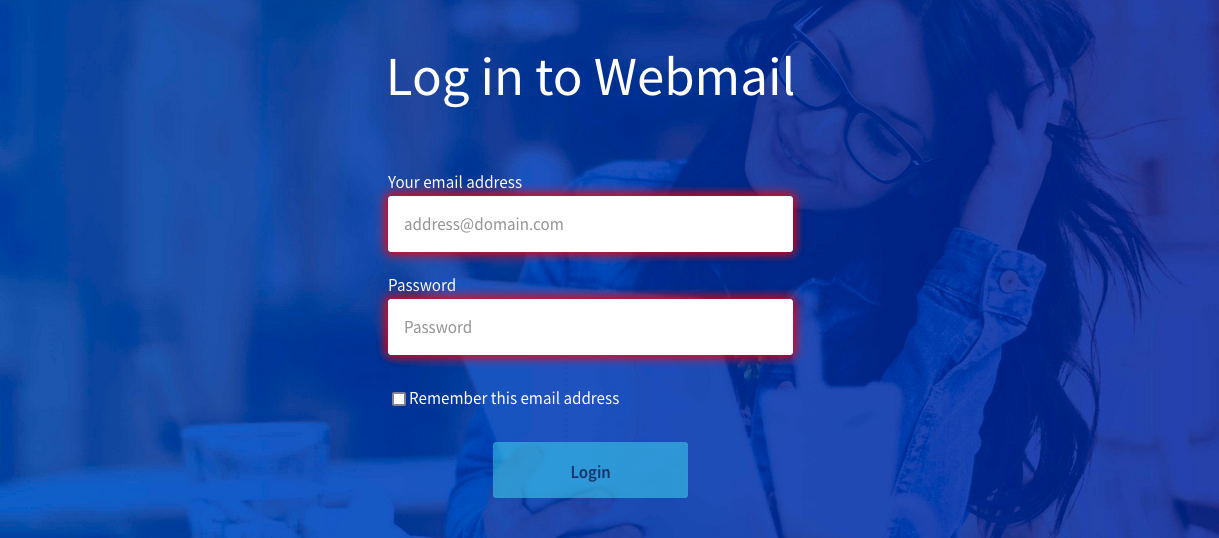 Log in to Webmail
Your email address
address@domain.com
Password
Password
Remember this email address
Login